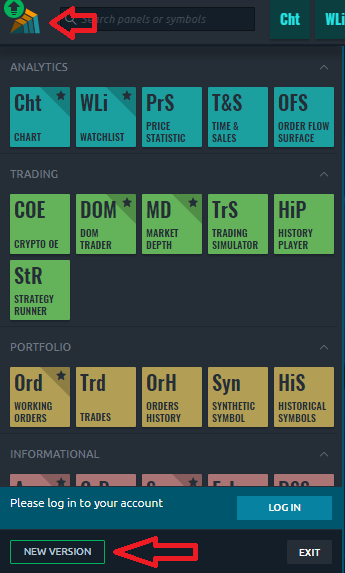 Search panels or symbols
Cht
WLi
ANALYTICS
Cht
CHART
WLi
WATCHLIST
PrS
PRICE
STATISTIC
T&S
TIME &
SALES
OFS
ORDER FLOW
SURFACE
TRADING
COE
CRYPTO OE
DOM
DOM
TRADER
MD
MARKET
DEPTH
TrS
TRADING
SIMULATOR
HiP
HISTORY
PLAYER
StR
STRATEGY
RUNNER
PORTFOLIO
Ord
WORKING
ORDERS
Trd
TRADES
OrH
ORDERS
HISTORY
Syn
SYNTHETIC
SYMBOL
HiS
HISTORICAL
SYMBOLS
INFORMATIONAL
Please log in to your account
LOG IN
NEW VERSION
EXIT